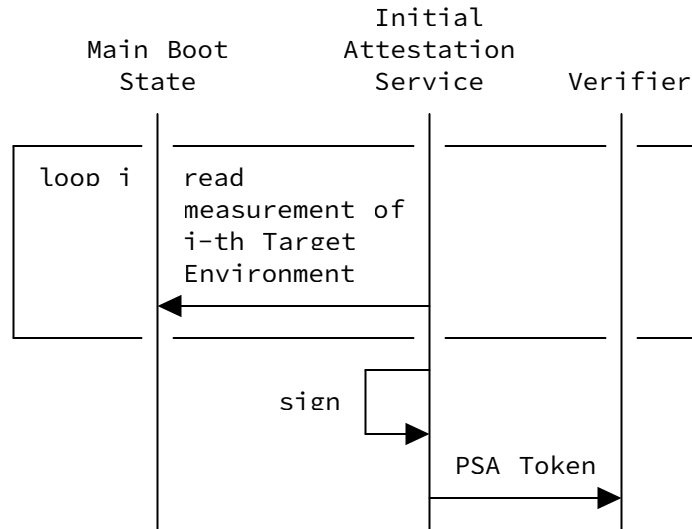 Initial
Main Boot Attestation
State Service Verifier
loop i read
measurement of
i-th Target
Environment
sign
PSA Token